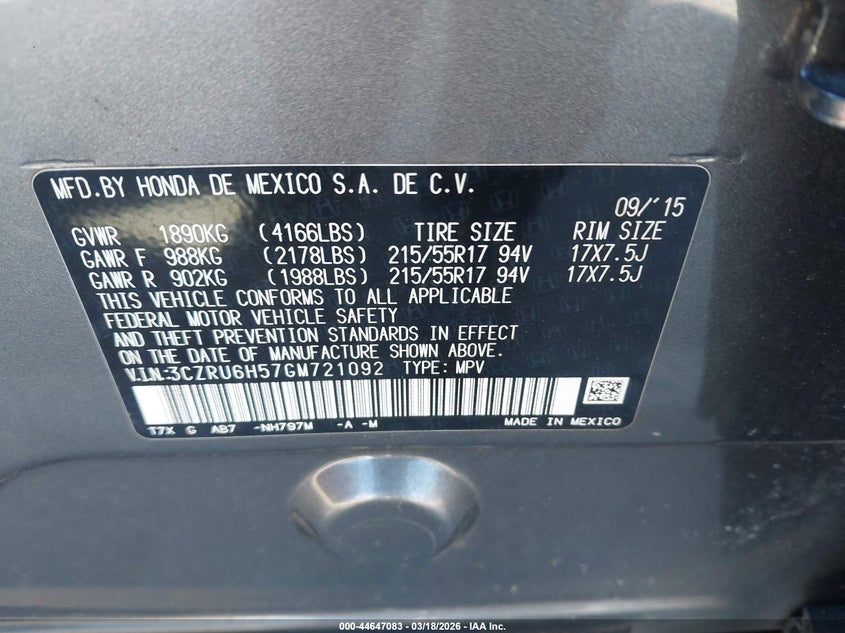 MFD.BY HONDA DE MEXICO S.A. DE C.V.
09/'15
GVWR 1890KG (4166LBS) TIRE SIZE RIM SIZE
GAWR F 988KG (2178LBS) 215/55R17 94V 17X7.5J
GAWR R 902KG (1988LBS) 215/55R17 94V 17X7.5J
THIS VEHICLE CONFORMS TO ALL APPLICABLE
FEDERAL MOTOR VEHICLE SAFETY
AND THEFT PREVENTION STANDARDS IN EFFECT
ON THE DATE OF MANUFACTURE SHOWN ABOVE.
V.I.N.:3CZRU6H57GM721092 TYPE: MPV
T7X G AB7 -NH797M -A -M MADE IN MEXICO
000-44647083 — 03/18/2026 — IAA Inc.